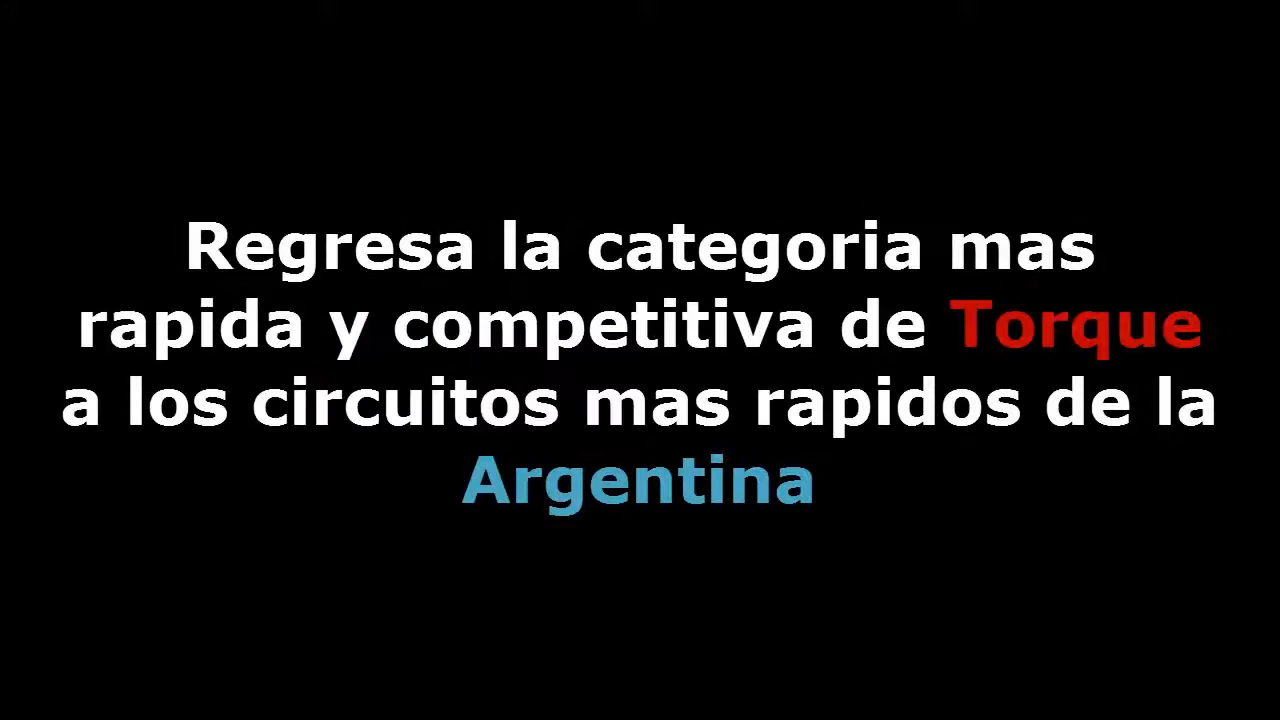 Regresa la categoria mas
rapida y competitiva de Torque
a los circuitos mas rapidos de la
Argentina